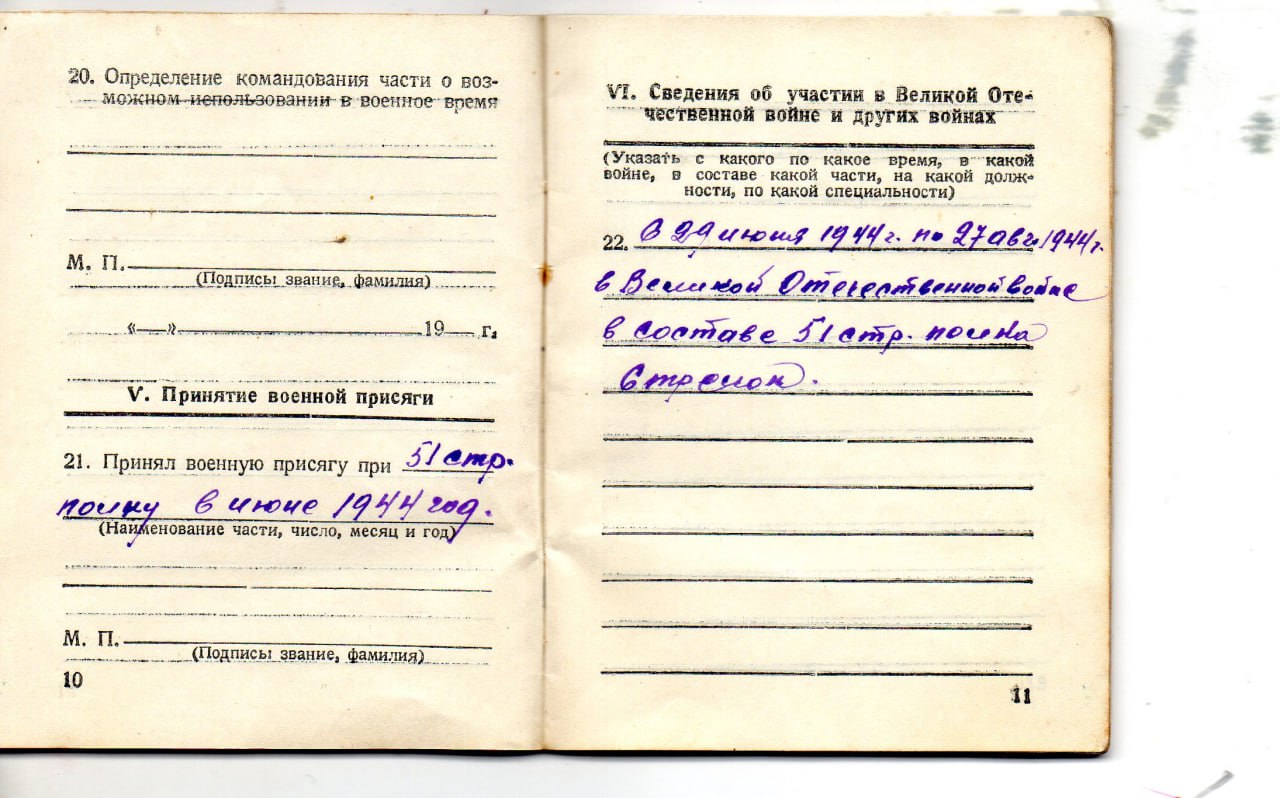 20. Определение командования части о воз-
можном использовании в военное время
М. П.
(Подписы звание, фамилия)
«—» 19 г.
V. Принятие военной присяги
21. Принял военную присягу при 51 стр.
полку в июне 1944 год.
(Наименование части, число, месяц и год)
М. П.
(Подписы звание, фамилия)
10
VI. Сведения об участии в Великой Оте-
чественной войне и других войнах
(Указать с какого по какое время, в какой
войне, в составе какой части, на какой долж-
ности, по какой специальности)
22. С 29 июня 1944 г. по 27 авг. 1944 г.
в Великой Отечественной войне
в составе 51 стр. полка
Стрелок.
11